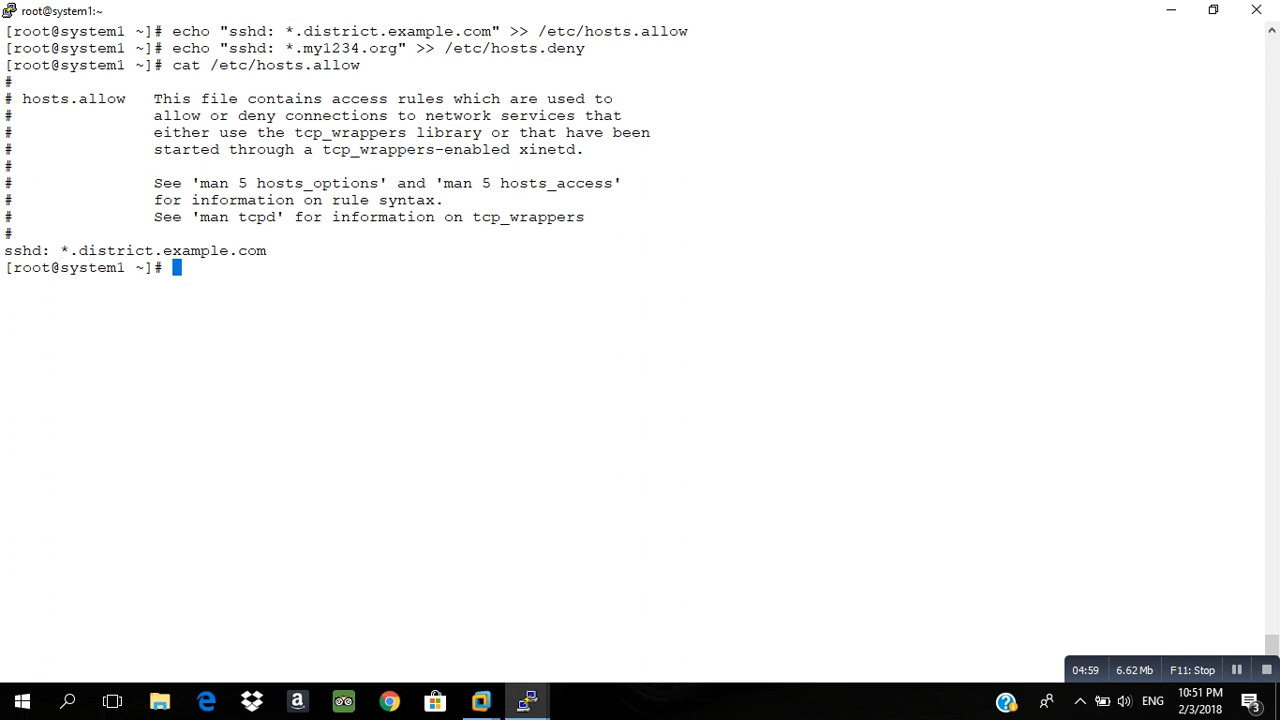 root@system1:~
[root@system1 ~]# echo "sshd: *.district.example.com" >> /etc/hosts.allow
[root@system1 ~]# echo "sshd: *.my1234.org" >> /etc/hosts.deny
[root@system1 ~]# cat /etc/hosts.allow
#
# hosts.allow   This file contains access rules which are used to
#               allow or deny connections to network services that
#               either use the tcp_wrappers library or that have been
#               started through a tcp_wrappers-enabled xinetd.
#
#               See 'man 5 hosts_options' and 'man 5 hosts_access'
#               for information on rule syntax.
#               See 'man tcpd' for information on tcp_wrappers
#
sshd: *.district.example.com
[root@system1 ~]#
04:59 6.62 Mb F11: Stop
ENG
10:51 PM
2/3/2018
3